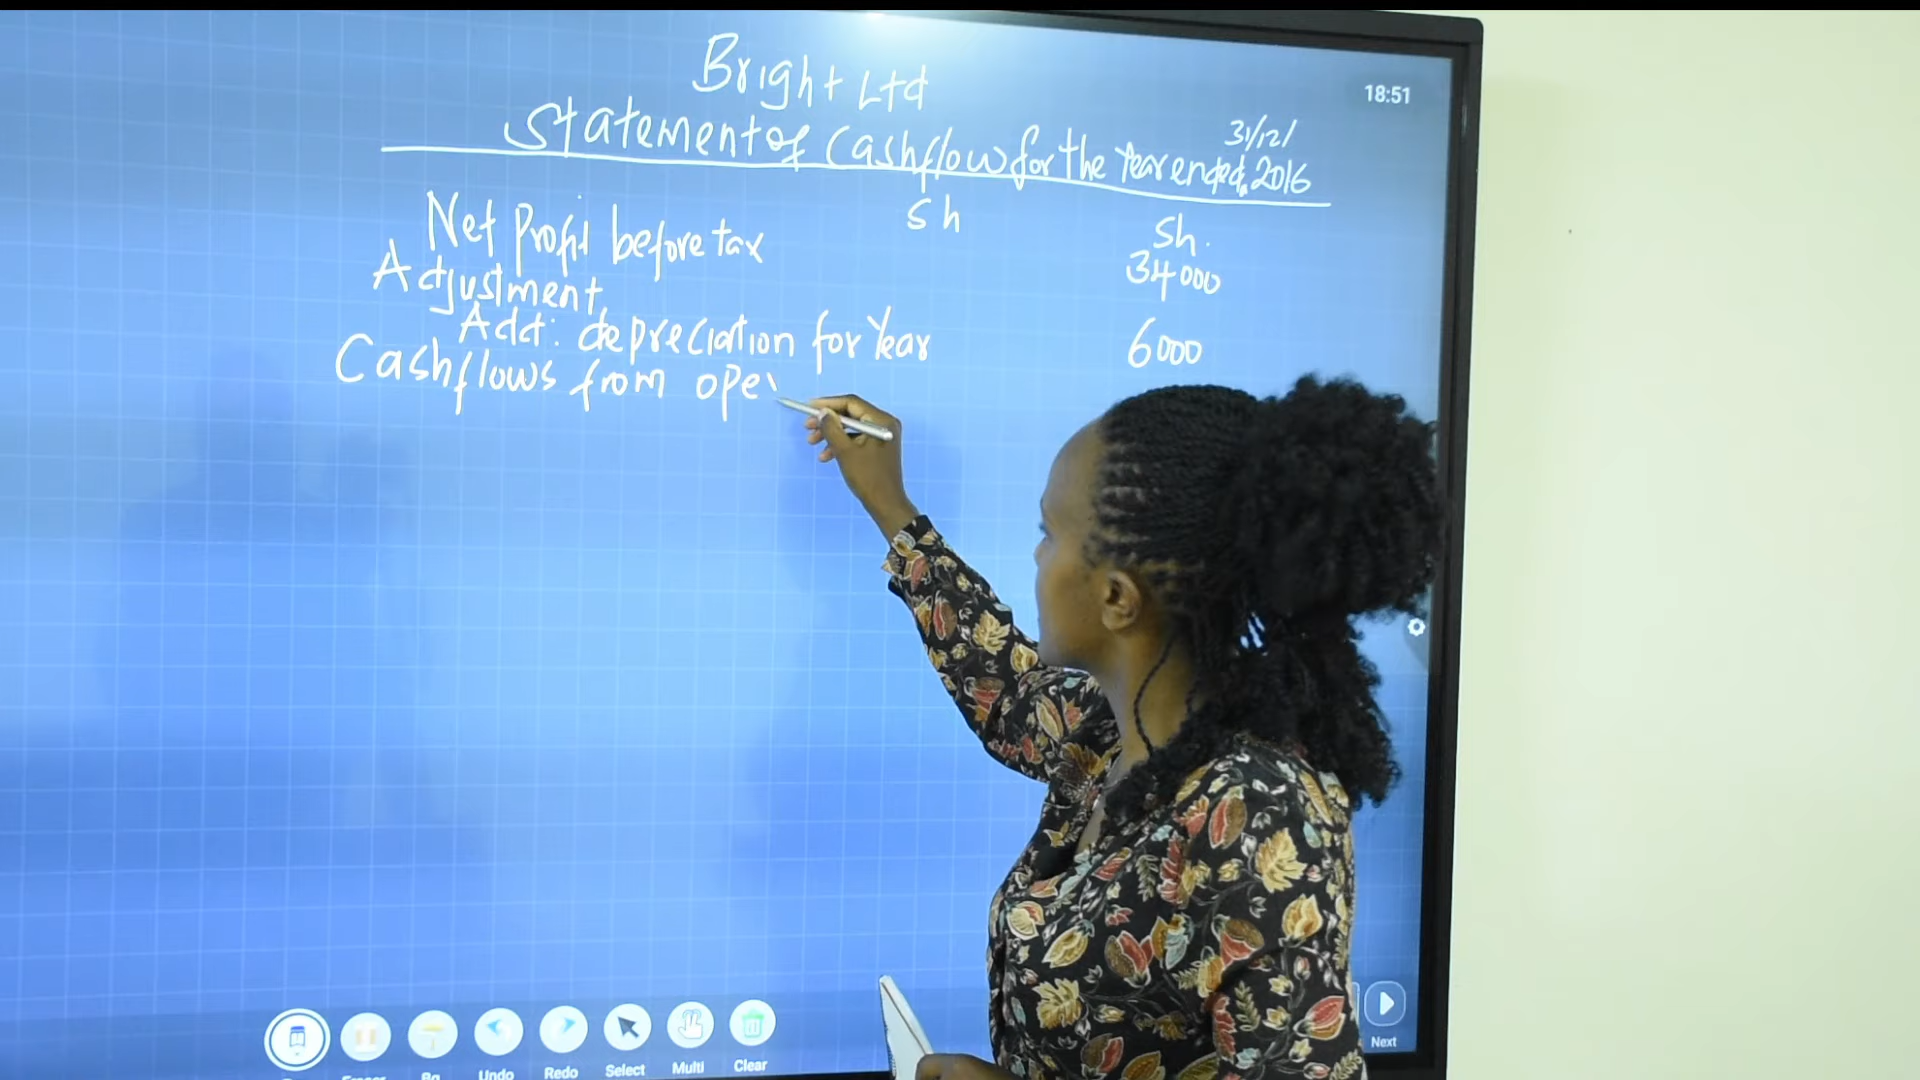 18:51
Bright Ltd
Statement of Cashflow for the Year ended 31/12/2016
Sh
Sh.
Net Profit before tax 34000
Adjustment
Add: depreciation for Year 6000
Cashflows from ope
Undo
Redo
Select
Multi
Clear
Next